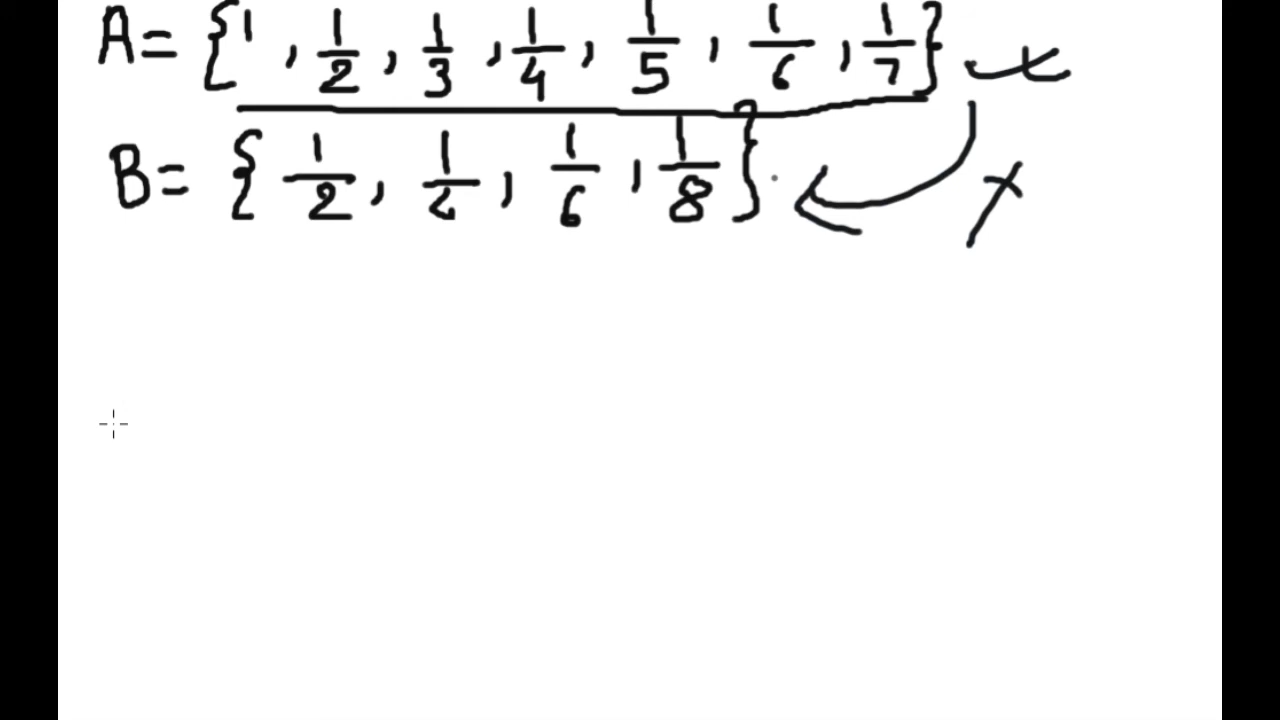 A = { 1 , 1/2 , 1/3 , 1/4 , 1/5 , 1/6 , 1/7 }
B = { 1/2 , 1/4 , 1/6 , 1/8 }